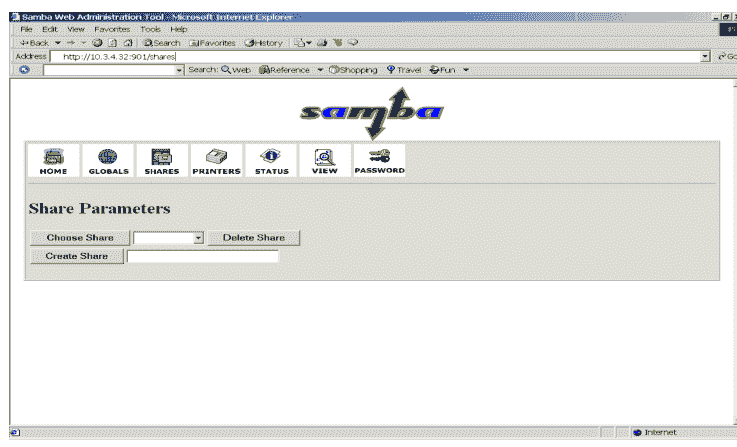 Samba Web Administration Tool - Microsoft Internet Explorer
File Edit View Favorites Tools Help
Back Search Favorites History
Address http://10.3.4.32:901/shares Go
Search: Web Reference Shopping Travel Fun
samba
HOME GLOBALS SHARES PRINTERS STATUS VIEW PASSWORD
Share Parameters
Choose Share Delete Share
Create Share
Internet